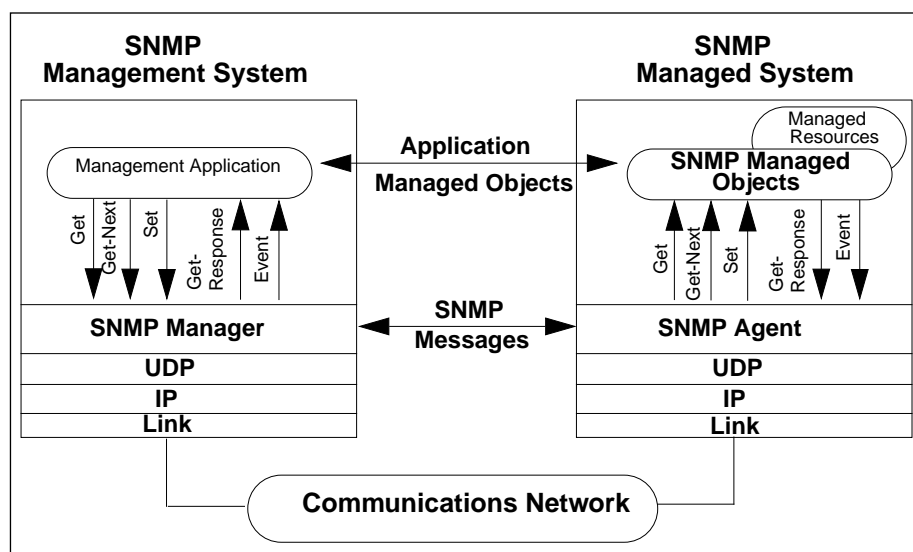 SNMP
Management System
SNMP
Managed System
Managed
Resources
Application
Managed Objects
Management Application
SNMP Managed
Objects
Get
Get-Next
Set
Get-
Response
Event
Get
Get-Next
Set
Get-
Response
Event
SNMP Manager
SNMP
Messages
SNMP Agent
UDP
UDP
IP
IP
Link
Link
Communications Network